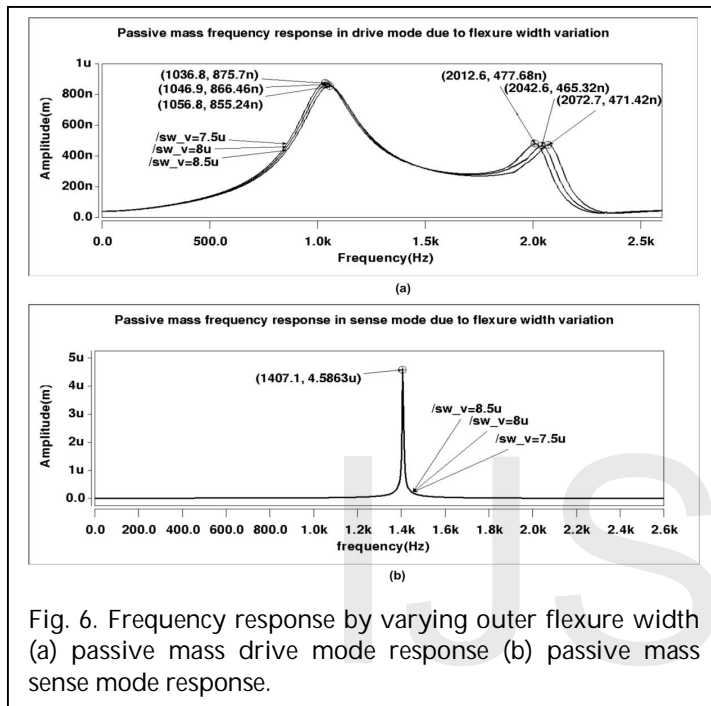 Passive mass frequency response in drive mode due to flexure width variation
Amplitude(m)
1u
800n
600n
400n
200n
0.0
(1036.8, 875.7n)
(1046.9, 866.46n)
(1056.8, 855.24n)
/sw_v=7.5u
/sw_v=8u
/sw_v=8.5u
(2012.6, 477.68n)
(2042.6, 465.32n)
(2072.7, 471.42n)
0.0 500.0 1.0k 1.5k 2.0k 2.5k
Frequency(Hz)
(a)
Passive mass frequency response in sense mode due to flexure width variation
Amplitude(m)
5u
4u
3u
2u
1u
0.0
(1407.1, 4.5863u)
/sw_v=8.5u
/sw_v=8u
/sw_v=7.5u
0.0 200.0 400.0 600.0 800.0 1.0k 1.2k 1.4k 1.6k 1.8k 2.0k 2.2k 2.4k 2.6k
frequency(Hz)
(b)
IJS
Fig. 6. Frequency response by varying outer flexure width
(a) passive mass drive mode response (b) passive mass
sense mode response.